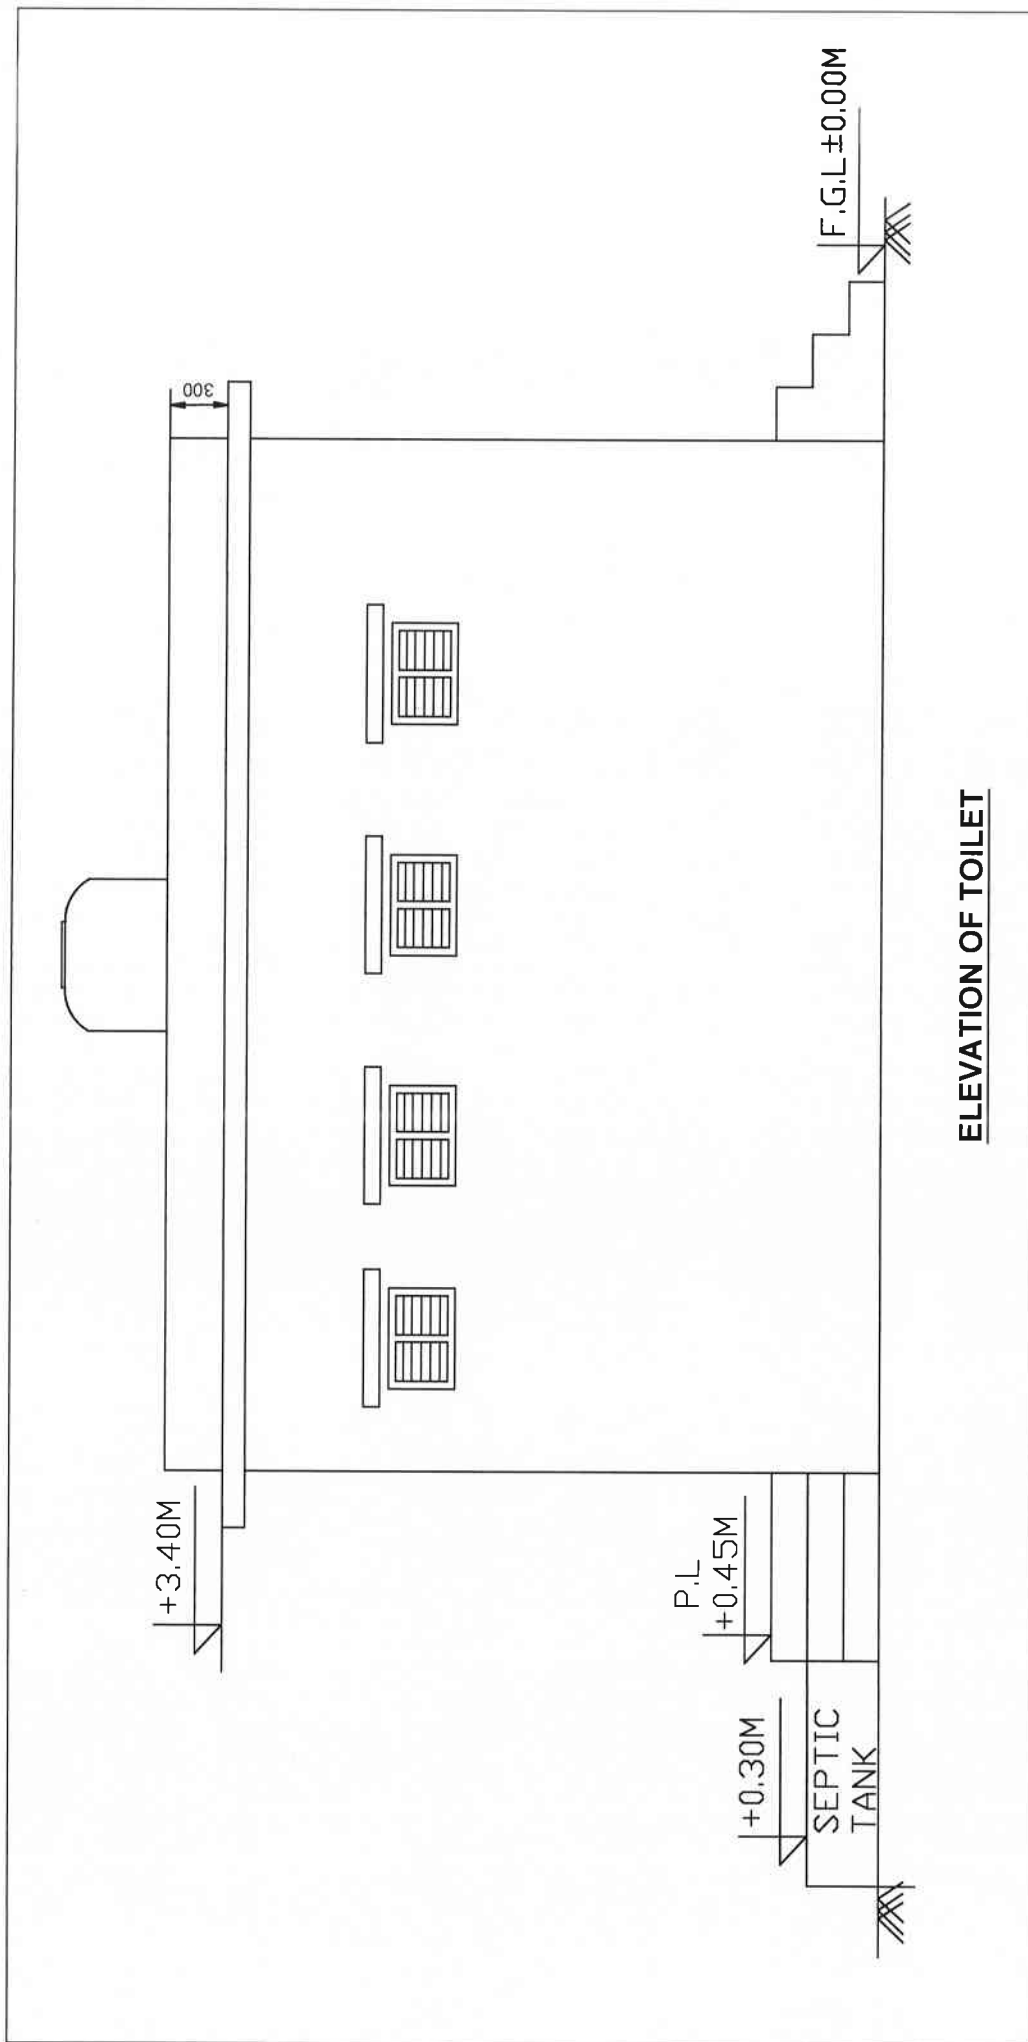 +3.40M
300
P.L
+0.45M
+0.30M
SEPTIC
TANK
F.G.L±0.00M
ELEVATION OF TOILET